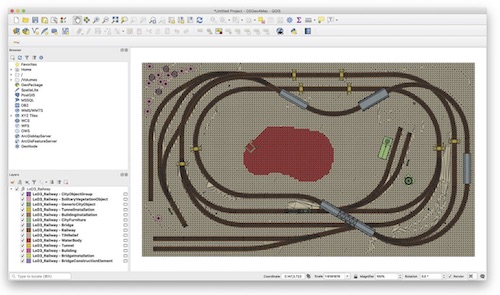 *Untitled Project - QGIS
Browser
Favorites
Home
/
/Volumes
GeoPackage
SpatiaLite
PostGIS
MSSQL
DB2
WMS/WMTS
XYZ Tiles
WCS
WFS
OWS
ArcGisMapServer
ArcGisFeatureServer
GeoNode
Layers
LoD3_Railway
LoD3_Railway - CityObjectGroup
LoD3_Railway - SolitaryVegetationObject
LoD3_Railway - GenericCityObject
LoD3_Railway - TunnelInstallation
LoD3_Railway - BuildingInstallation
LoD3_Railway - CityFurniture
LoD3_Railway - Bridge
LoD3_Railway - Railway
LoD3_Railway - TINRelief
LoD3_Railway - WaterBody
LoD3_Railway - Tunnel
LoD3_Railway - Building
LoD3_Railway - BridgeInstallation
LoD3_Railway - BridgeConstructionElement
Type to locate (⌘K)
Coordinate
Scale
Magnifier
100%
Rotation
0.0 °
Render